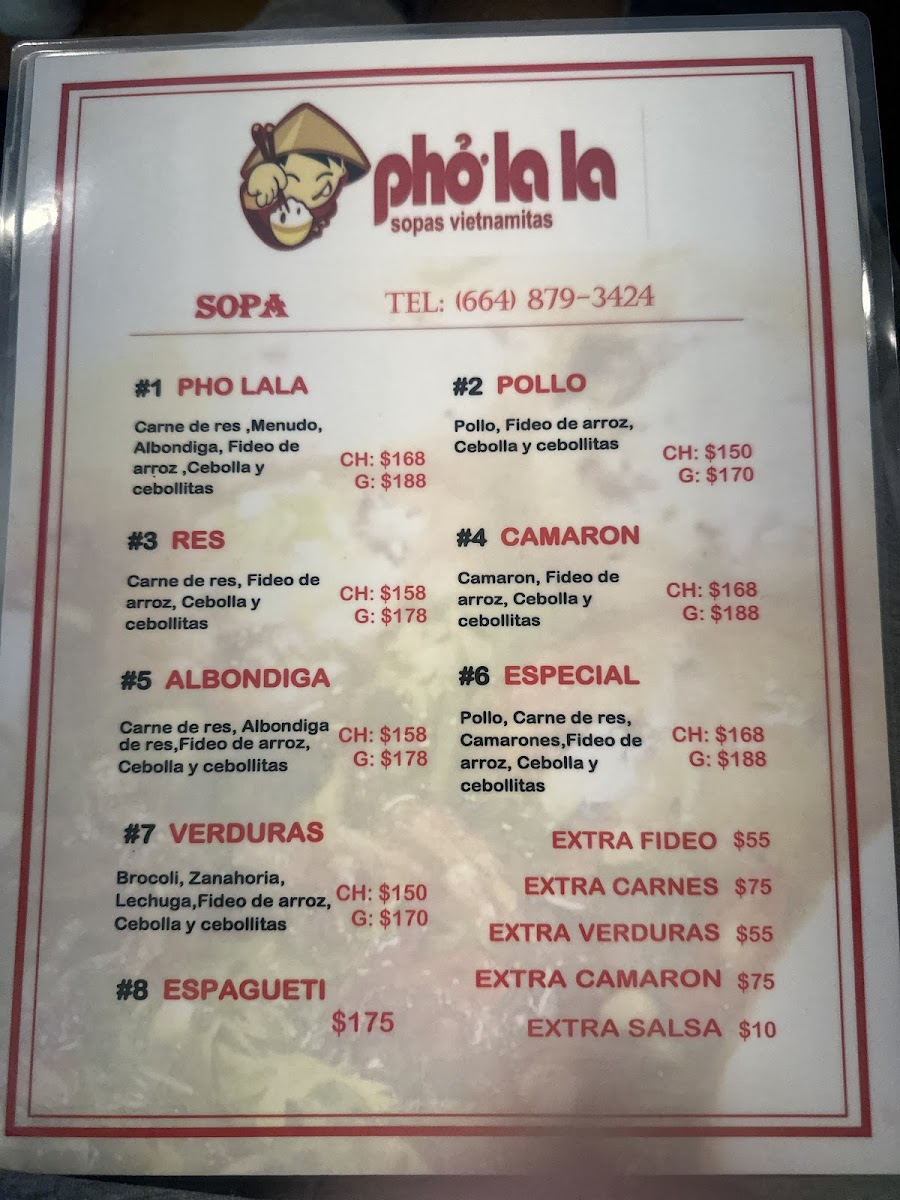 phở la la
sopas vietnamitas
SOPA TEL: (664) 879-3424
#1 PHO LALA
Carne de res ,Menudo,
Albondiga, Fideo de
arroz ,Cebolla y
cebollitas
CH: $168
G: $188
#2 POLLO
Pollo, Fideo de arroz,
Cebolla y cebollitas
CH: $150
G: $170
#3 RES
Carne de res, Fideo de
arroz, Cebolla y
cebollitas
CH: $158
G: $178
#4 CAMARON
Camaron, Fideo de
arroz, Cebolla y
cebollitas
CH: $168
G: $188
#5 ALBONDIGA
Carne de res, Albondiga
de res,Fideo de arroz,
Cebolla y cebollitas
CH: $158
G: $178
#6 ESPECIAL
Pollo, Carne de res,
Camarones,Fideo de
arroz, Cebolla y
cebollitas
CH: $168
G: $188
#7 VERDURAS
Brocoli, Zanahoria,
Lechuga,Fideo de arroz,
Cebolla y cebollitas
CH: $150
G: $170
#8 ESPAGUETI
$175
EXTRA FIDEO $55
EXTRA CARNES $75
EXTRA VERDURAS $55
EXTRA CAMARON $75
EXTRA SALSA $10